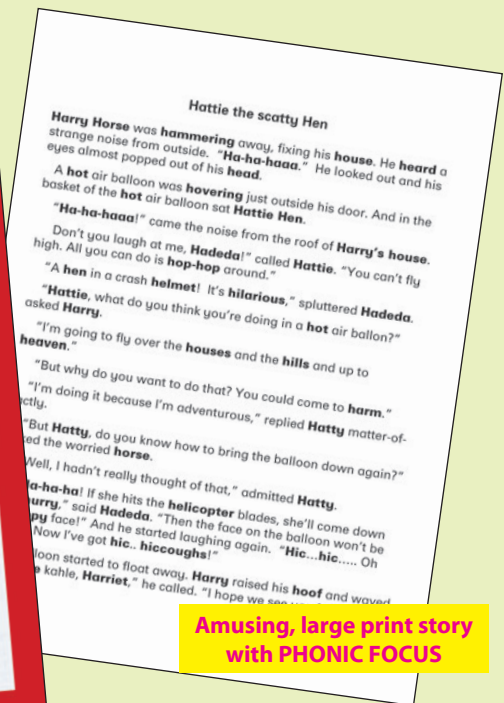 Hattie the scatty Hen
Harry Horse was hammering away, fixing his house. He heard a
strange noise from outside. "Ha-ha-haaa." He looked out and his
eyes almost popped out of his head.
A hot air balloon was hovering just outside his door. And in the
basket of the hot air balloon sat Hattie Hen.
"Ha-ha-haaa!" came the noise from the roof of Harry's house.
Don't you laugh at me, Hadeda!" called Hattie. "You can't fly
high. All you can do is hop-hop around."
"A hen in a crash helmet! It's hilarious," spluttered Hadeda.
"Hattie, what do you think you're doing in a hot air ballon?"
asked Harry.
"I'm going to fly over the houses and the hills and up to
heaven."
"But why do you want to do that? You could come to harm."
"I'm doing it because I'm adventurous," replied Hatty matter-of-
ctly.
"But Hatty, do you know how to bring the balloon down again?"
ked the worried horse.
Well, I hadn't really thought of that," admitted Hatty.
a-ha-ha! If she hits the helicopter blades, she'll come down
urry," said Hadeda. "Then the face on the balloon won't be
py face!" And he started laughing again. "Hic...hic..... Oh
Now I've got hic.. hiccoughs!"
loon started to float away. Harry raised his hoof and waved
e kahle, Harriet," he called. "I hope we see
Amusing, large print story
with PHONIC FOCUS